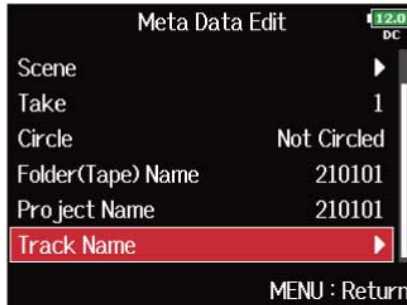 Meta Data Edit
12.0
DC
Scene
Take 1
Circle Not Circled
Folder(Tape) Name 210101
Project Name 210101
Track Name
MENU : Return